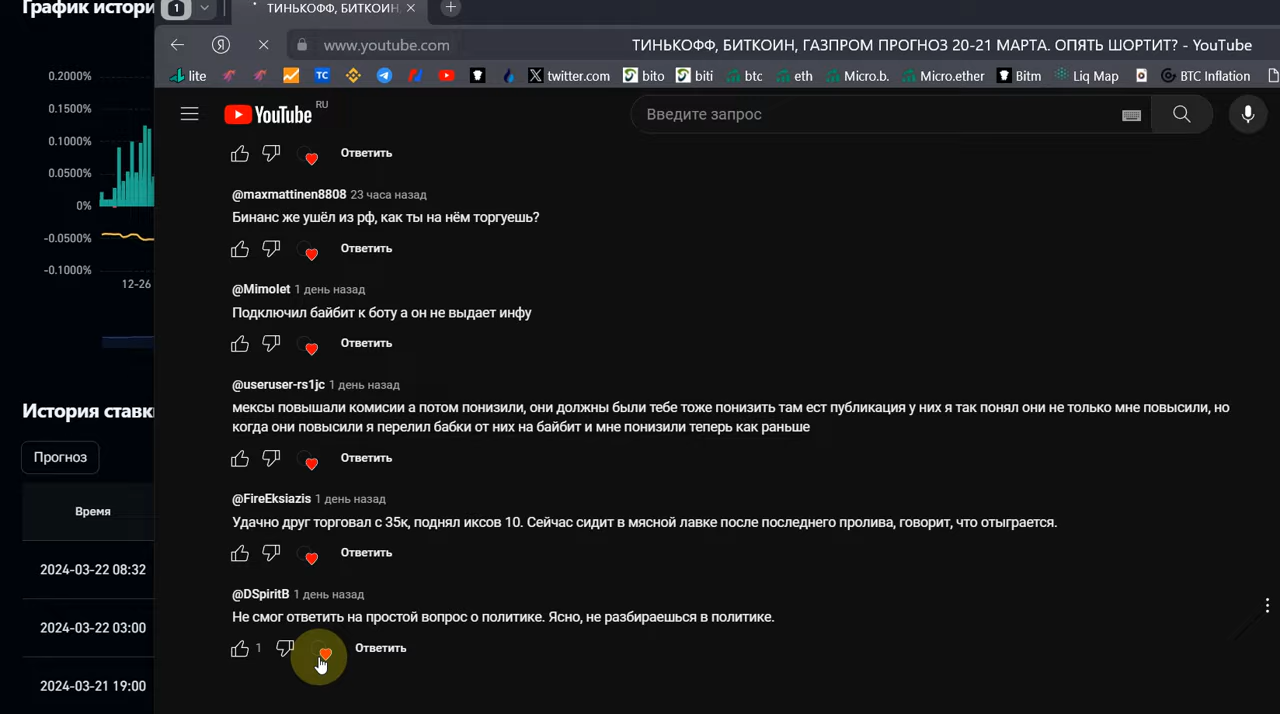 График истори
1
ТИНЬКОФФ, БИТКОИН,
www.youtube.com
ТИНЬКОФФ, БИТКОИН, ГАЗПРОМ ПРОГНОЗ 20-21 МАРТА. ОПЯТЬ ШОРТИТ? - YouTube
lite
TC
twitter.com
bito
biti
btc
eth
Micro.b.
Micro.ether
Bitm
Liq Map
BTC Inflation
YouTube RU
Введите запрос
Ответить
@maxmattinen8808 23 часа назад
Бинанс же ушёл из рф, как ты на нём торгуешь?
Ответить
@Mimolet 1 день назад
Подключил байбит к боту а он не выдает инфу
Ответить
@useruser-rs1jc 1 день назад
мексы повышали комисии а потом понизили, они должны были тебе тоже понизить там ест публикация у них я так понял они не только мне повысили, но
когда они повысили я перелил бабки от них на байбит и мне понизили теперь как раньше
Ответить
@FireEksiazis 1 день назад
Удачно друг торговал с 35к, поднял иксов 10. Сейчас сидит в мясной лавке после последнего пролива, говорит, что отыграется.
Ответить
@DSpiritB 1 день назад
Не смог ответить на простой вопрос о политике. Ясно, не разбираешься в политике.
1
Ответить
0.2000%
0.1500%
0.1000%
0.0500%
0%
-0.0500%
-0.1000%
12-26
История ставк
Прогноз
Время
2024-03-22 08:32
2024-03-22 03:00
2024-03-21 19:00